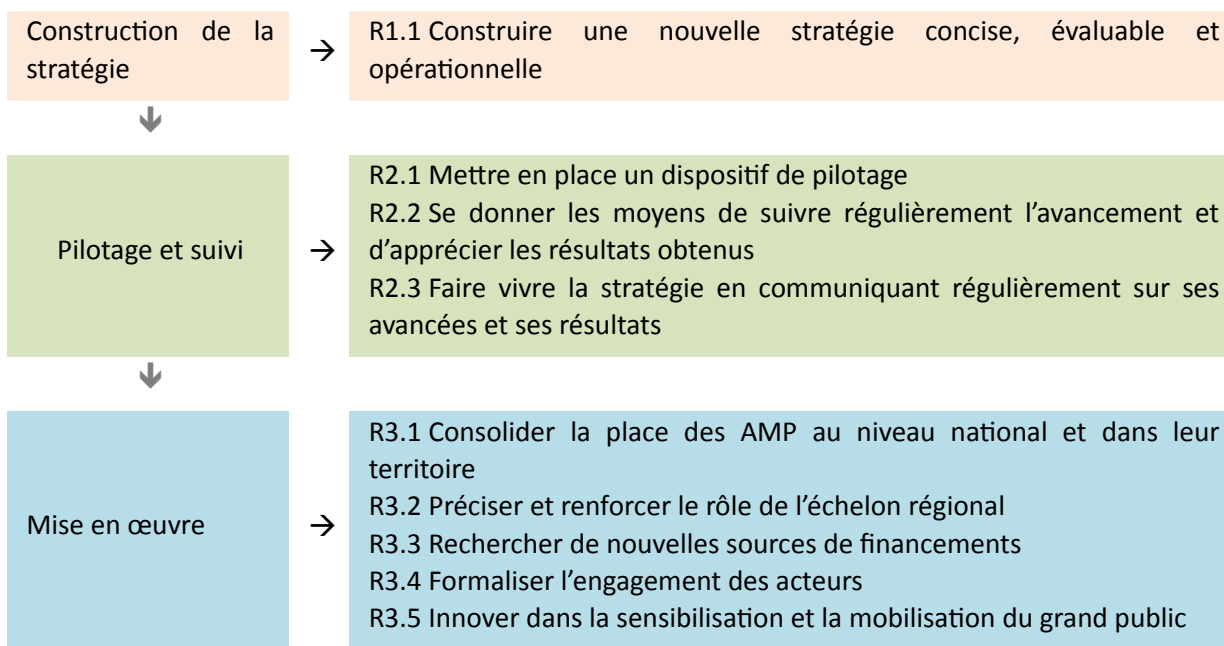 Construction de la
stratégie
→
R1.1 Construire une nouvelle stratégie concise, évaluable et
opérationnelle
Pilotage et suivi
→
R2.1 Mettre en place un dispositif de pilotage
R2.2 Se donner les moyens de suivre régulièrement l’avancement et
d’apprécier les résultats obtenus
R2.3 Faire vivre la stratégie en communiquant régulièrement sur ses
avancées et ses résultats
Mise en œuvre
→
R3.1 Consolider la place des AMP au niveau national et dans leur
territoire
R3.2 Préciser et renforcer le rôle de l’échelon régional
R3.3 Rechercher de nouvelles sources de financements
R3.4 Formaliser l’engagement des acteurs
R3.5 Innover dans la sensibilisation et la mobilisation du grand public